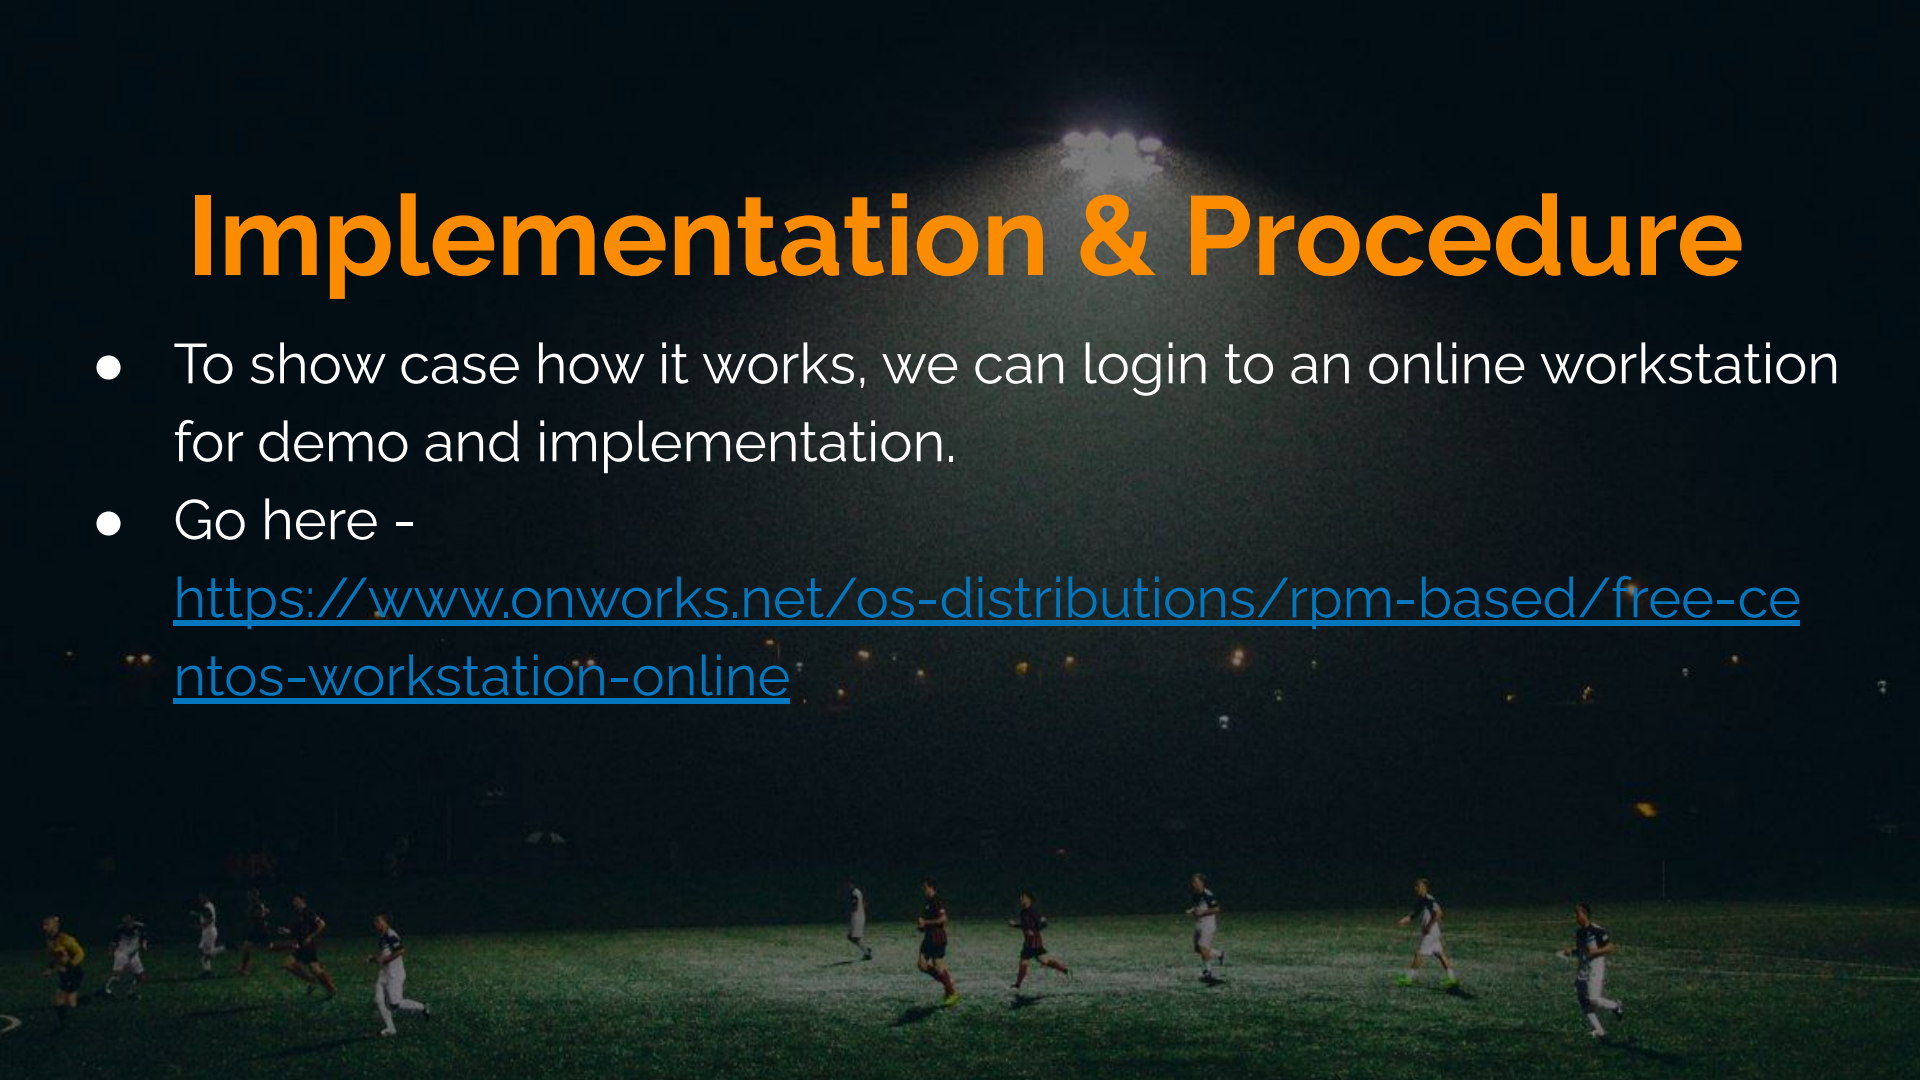 Implementation & Procedure
● To show case how it works, we can login to an online workstation
for demo and implementation.
● Go here -
https://www.onworks.net/os-distributions/rpm-based/free-ce
ntos-workstation-online